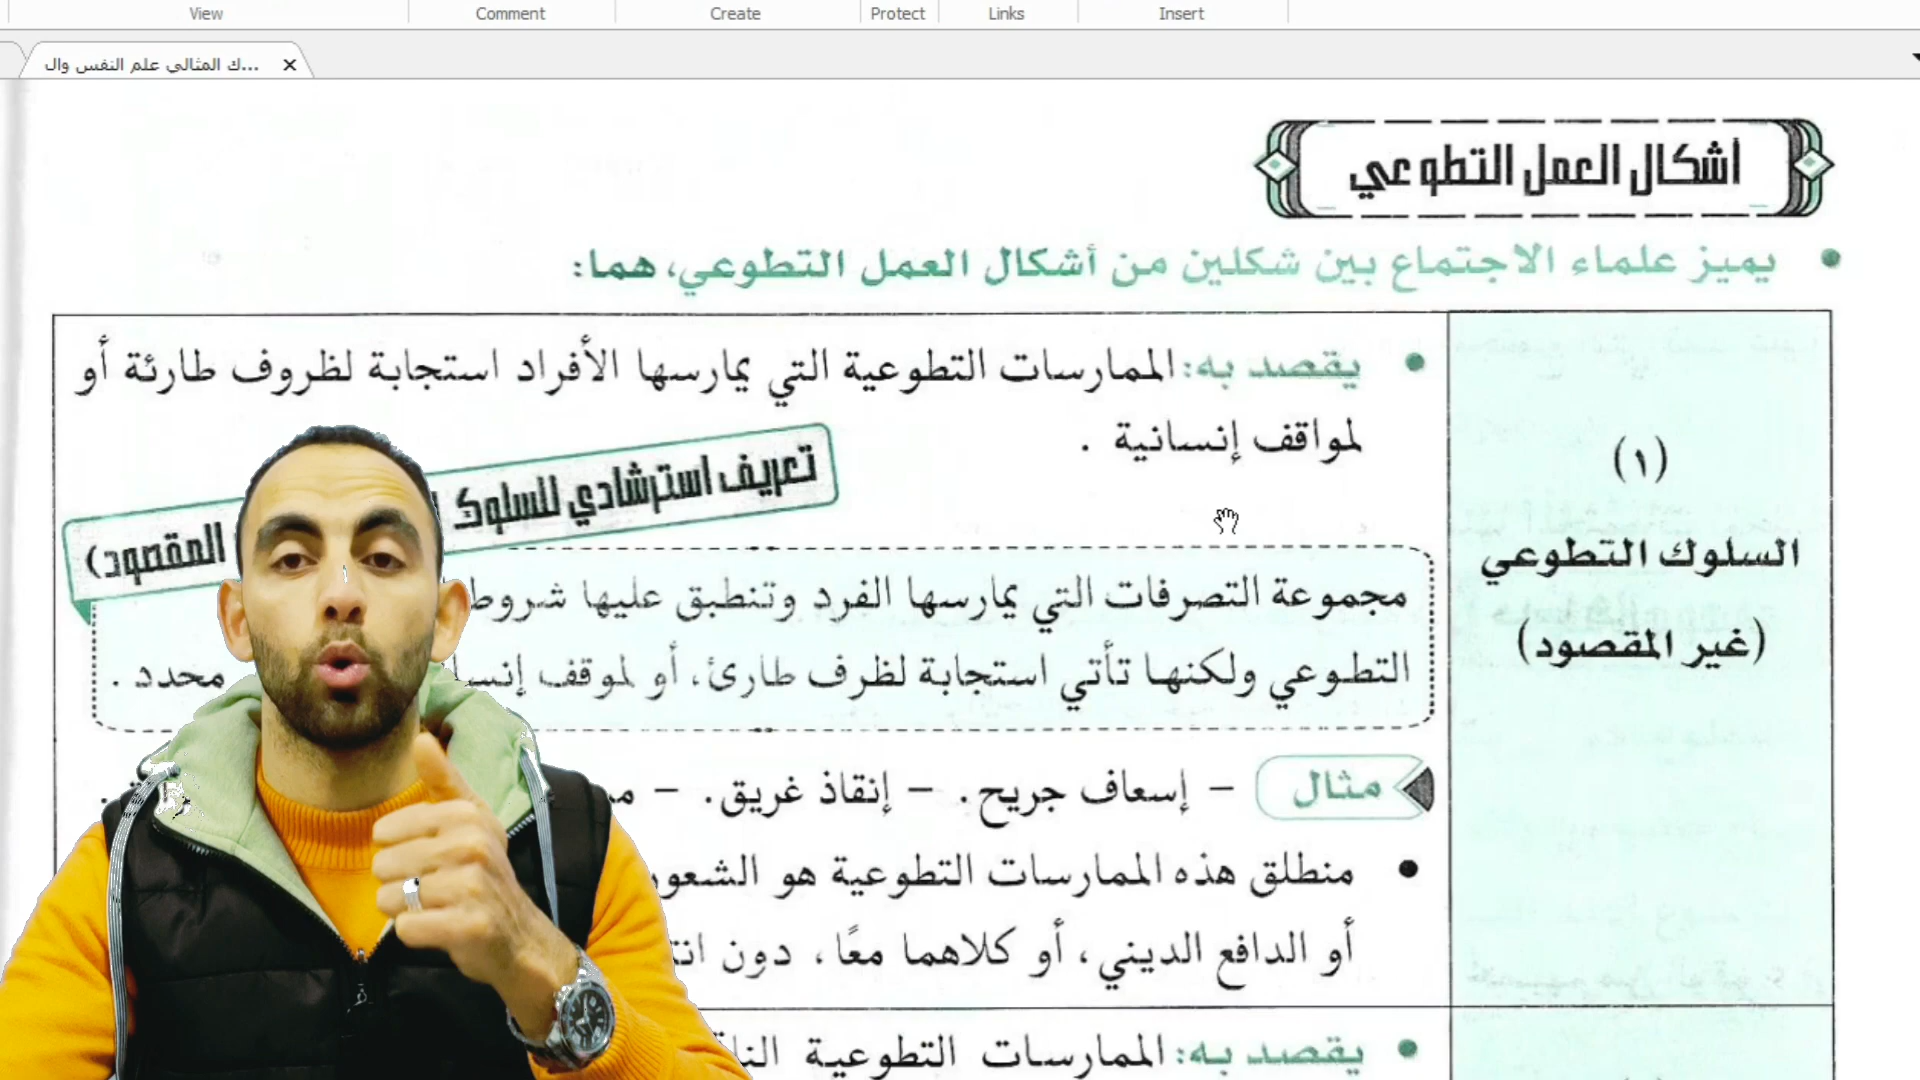 View Comment Create Protect Links Insert
ك المثالي علم النفس وال...
أشكال العمل التطوعي
• يميز علماء الاجتماع بين شكلين من أشكال العمل التطوعي، هما:
(١)
السلوك التطوعي
(غير المقصود)
• يقصد به: الممارسات التطوعية التي يمارسها الأفراد استجابة لظروف طارئة أو
لمواقف إنسانية .
تعريف استرشادي للسلوك المقصود)
مجموعة التصرفات التي يمارسها الفرد وتنطبق عليها شروط
التطوعي ولكنها تأتي استجابة لظرف طارئ، أو لموقف محدد .
مثال – إسعاف جريح. – إنقاذ غريق. –
• منطلق هذه الممارسات التطوعية هو الشعور
أو الدافع الديني، أو كلاهما معًا، دون
• يقصد به: الممارسات التطوعية